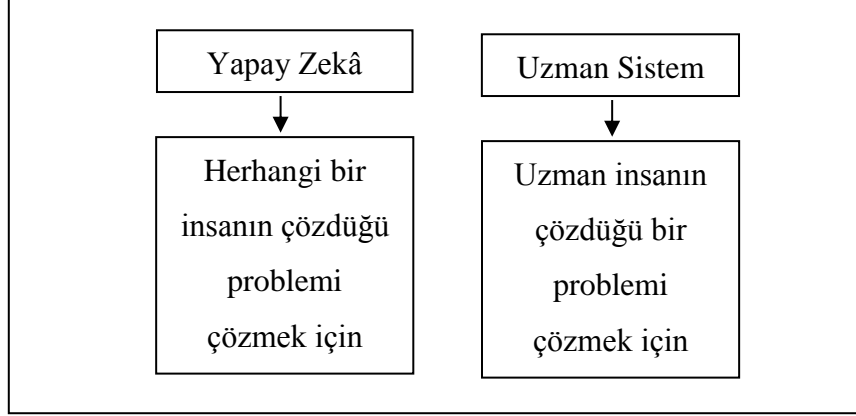 Yapay Zekâ
Herhangi bir
insanın çözdüğü
problemi
çözmek için
Uzman Sistem
Uzman insanın
çözdüğü bir
problemi
çözmek için